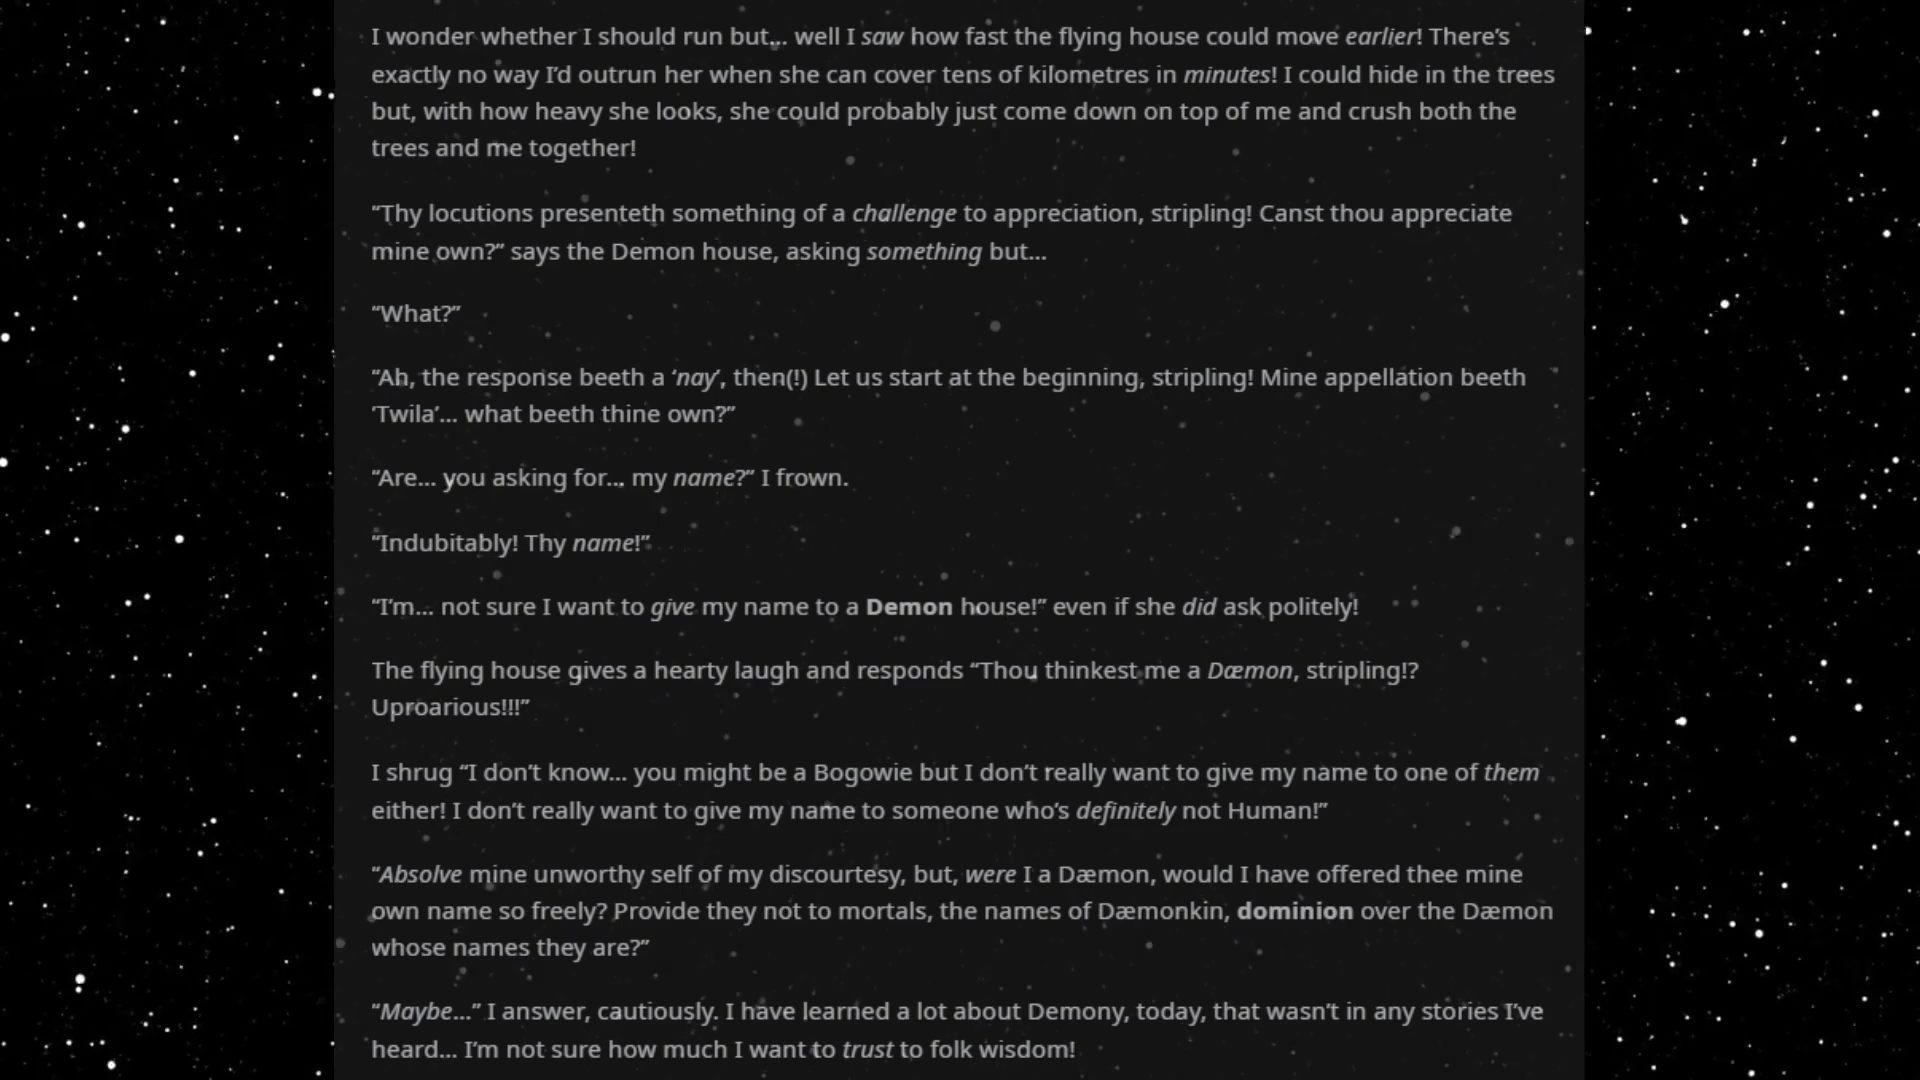 I wonder whether I should run but... well I saw how fast the flying house could move earlier! There’s
exactly no way I’d outrun her when she can cover tens of kilometres in minutes! I could hide in the trees
but, with how heavy she looks, she could probably just come down on top of me and crush both the
trees and me together!
“Thy locutions presenteth something of a challenge to appreciation, stripling! Canst thou appreciate
mine own?” says the Demon house, asking something but...
“What?”
“Ah, the response beeth a ‘nay’, then(!) Let us start at the beginning, stripling! Mine appellation beeth
‘Twila’... what beeth thine own?”
“Are... you asking for... my name?” I frown.
“Indubitably! Thy name!”
“I’m... not sure I want to give my name to a Demon house!” even if she did ask politely!
The flying house gives a hearty laugh and responds “Thou thinkest me a Dæmon, stripling!?
Uproarious!!!”
I shrug “I don’t know... you might be a Bogowie but I don’t really want to give my name to one of them
either! I don’t really want to give my name to someone who’s definitely not Human!”
“Absolve mine unworthy self of my discourtesy, but, were I a Dæmon, would I have offered thee mine
own name so freely? Provide they not to mortals, the names of Dæmonkin, dominion over the Dæmon
whose names they are?”
“Maybe...” I answer, cautiously. I have learned a lot about Demony, today, that wasn’t in any stories I’ve
heard... I’m not sure how much I want to trust to folk wisdom!